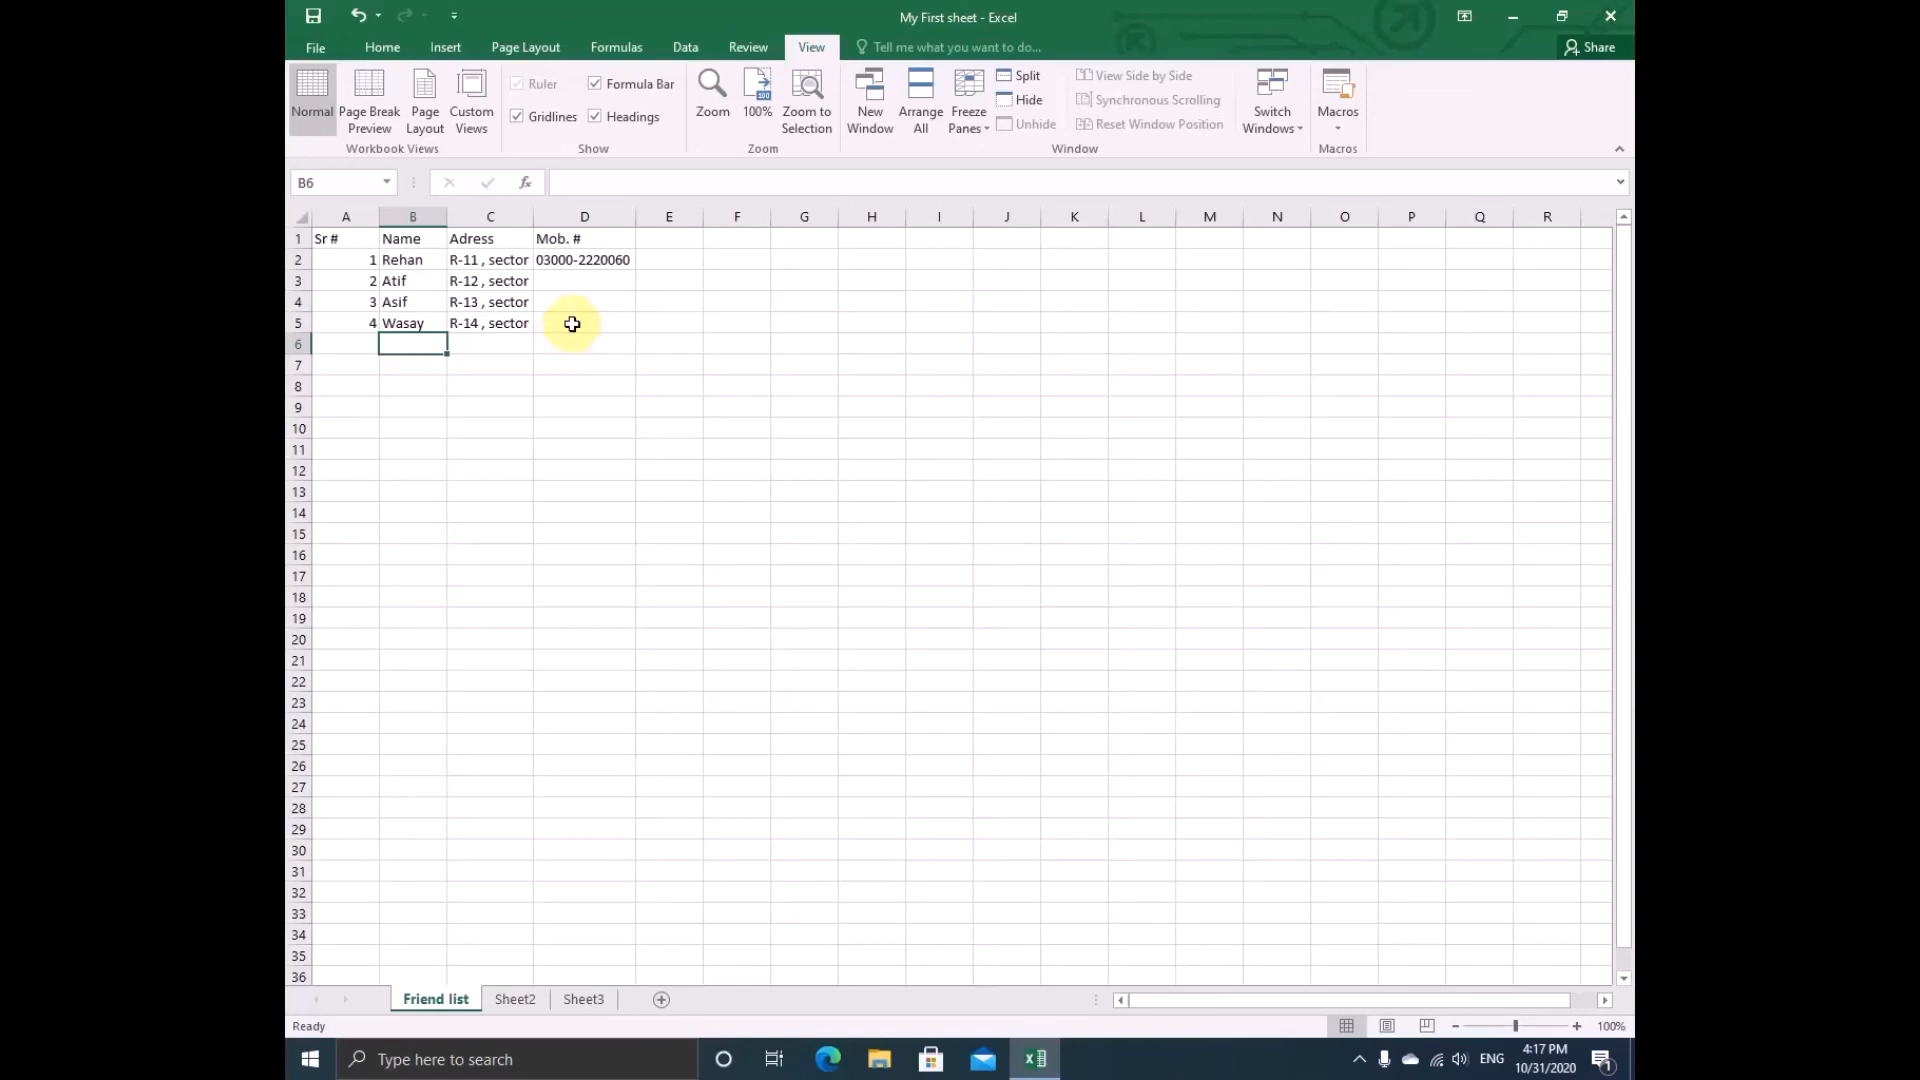 My First sheet - Excel
File Home Insert Page Layout Formulas Data Review View Tell me what you want to do... Share
Normal Page Break Preview Page Layout Custom Views
Workbook Views
Ruler Formula Bar
Gridlines Headings
Show
Zoom 100% Zoom to Selection
Zoom
New Window Arrange All Freeze Panes
Split
Hide
Unhide
View Side by Side
Synchronous Scrolling
Reset Window Position
Switch Windows
Window
Macros
Macros
B6 fx
A B C D E F G H I J K L M N O P Q R
1 Sr # Name Adress Mob. #
2 1 Rehan R-11 , sector 03000-2220060
3 2 Atif R-12 , sector
4 3 Asif R-13 , sector
5 4 Wasay R-14 , sector
6
7
8
9
10
11
12
13
14
15
16
17
18
19
20
21
22
23
24
25
26
27
28
29
30
31
32
33
34
35
36
Friend list Sheet2 Sheet3
Ready 100%
Type here to search ENG 4:17 PM
10/31/2020 1